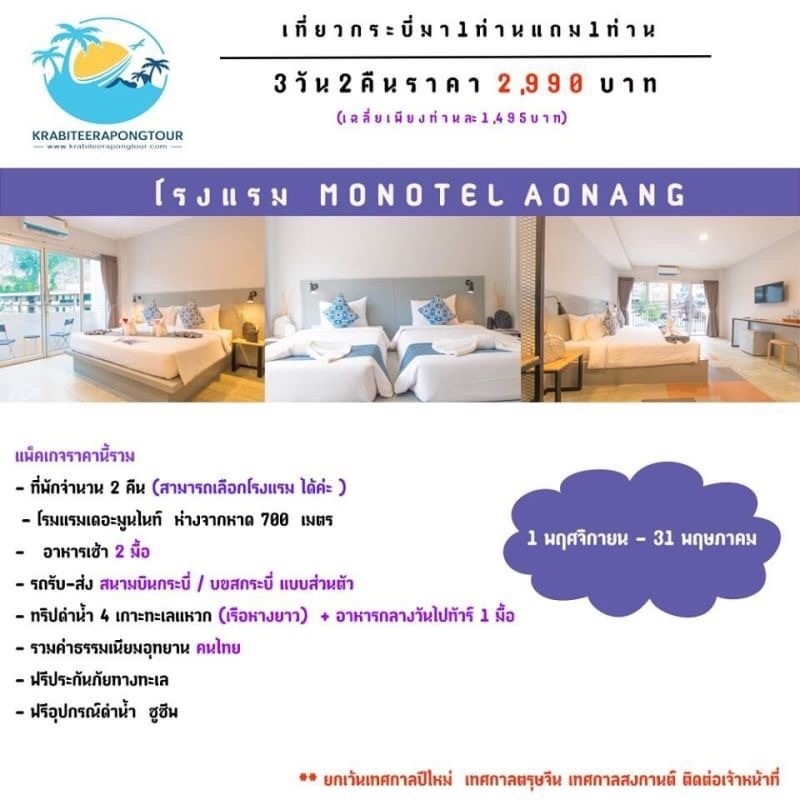 เที่ยวกระบี่มา1ท่านแถม1ท่าน
3วัน2คืนราคา 2,990 บาท
(เฉลี่ยเพียงท่านละ1,495บาท)
KRABITEERAPONGTOUR
www.krabiteerapongtour.com
โรงแรม MONOTEL AONANG
แพ็คเกจราคานี้รวม
- ที่พักจำนวน 2 คืน (สามารถเลือกโรงแรม ได้ค่ะ )
- โรมแรมเดอะมูนไนท์ ห่างจากหาด 700 เมตร
- อาหารเช้า 2 มื้อ
- รถรับ-ส่ง สนามบินกระบี่ / บขสกระบี่ แบบส่วนตัว
- ทริปดำน้ำ 4 เกาะทะเลแหวก (เรือหางยาว) + อาหารกลางวันไปทัวร์ 1 มื้อ
- รวมค่าธรรมเนียมอุทยาน คนไทย
- ฟรีประกันภัยทางทะเล
- ฟรีอุปกรณ์ดำน้ำ ชูชีพ
1 พฤศจิกายน - 31 พฤษภาคม
** ยกเว้นเทศกาลปีใหม่ เทศกาลตรุษจีน เทศกาลสงกานต์ ติดต่อเจ้าหน้าที่